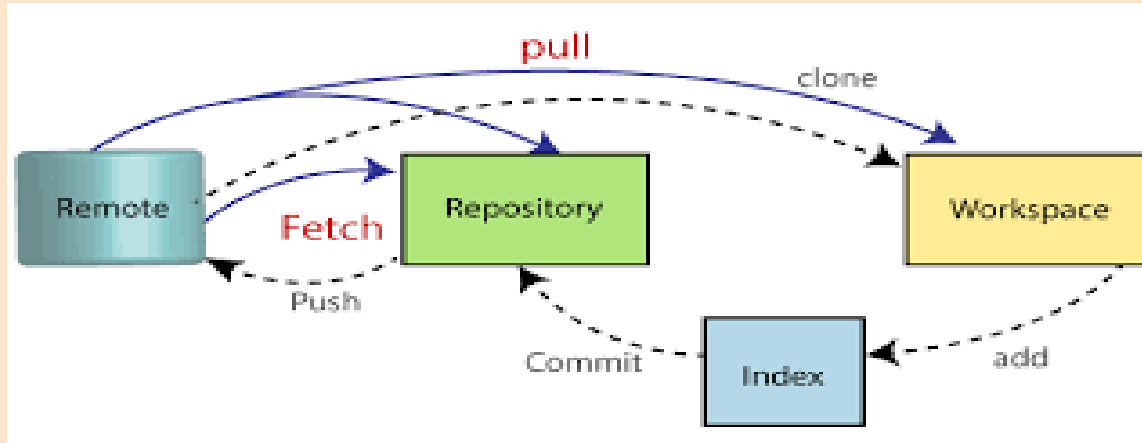 pull
clone
Remote
Repository
Workspace
Fetch
Push
Commit
Index
add